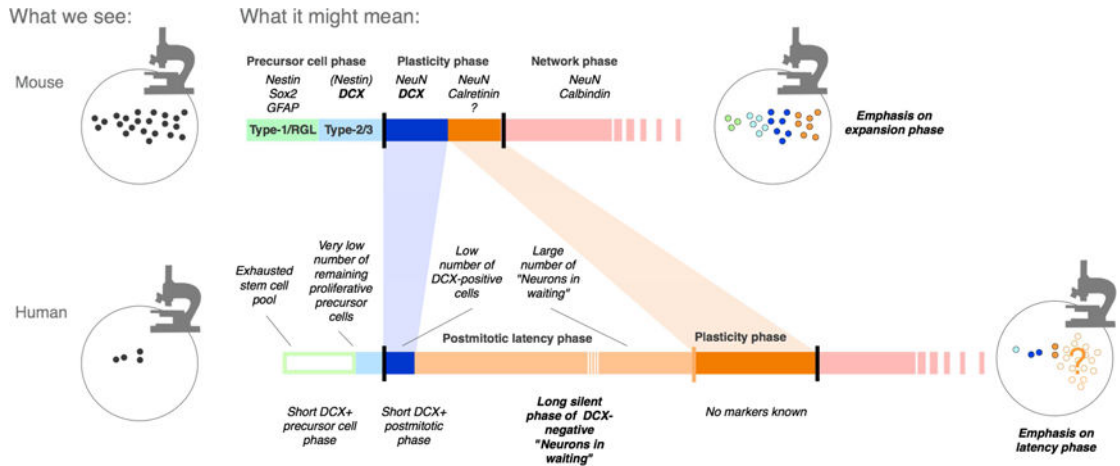 What we see:
What it might mean:
Mouse
Precursor cell phase
Plasticity phase
Network phase
Nestin
Sox2
GFAP
(Nestin)
DCX
NeuN
DCX
NeuN
Calretinin
?
NeuN
Calbindin
Type-1/RGL
Type-2/3
Emphasis on
expansion phase
Human
Exhausted
stem cell
pool
Very low
number of
remaining
proliferative
precursor
cells
Low
number of
DCX-positive
cells
Large
number of
"Neurons in
waiting"
Postmitotic latency phase
Plasticity phase
?
Short DCX+
precursor cell
phase
Short DCX+
postmitotic
phase
Long silent
phase of DCX-
negative
"Neurons in
waiting"
No markers known
Emphasis on
latency phase